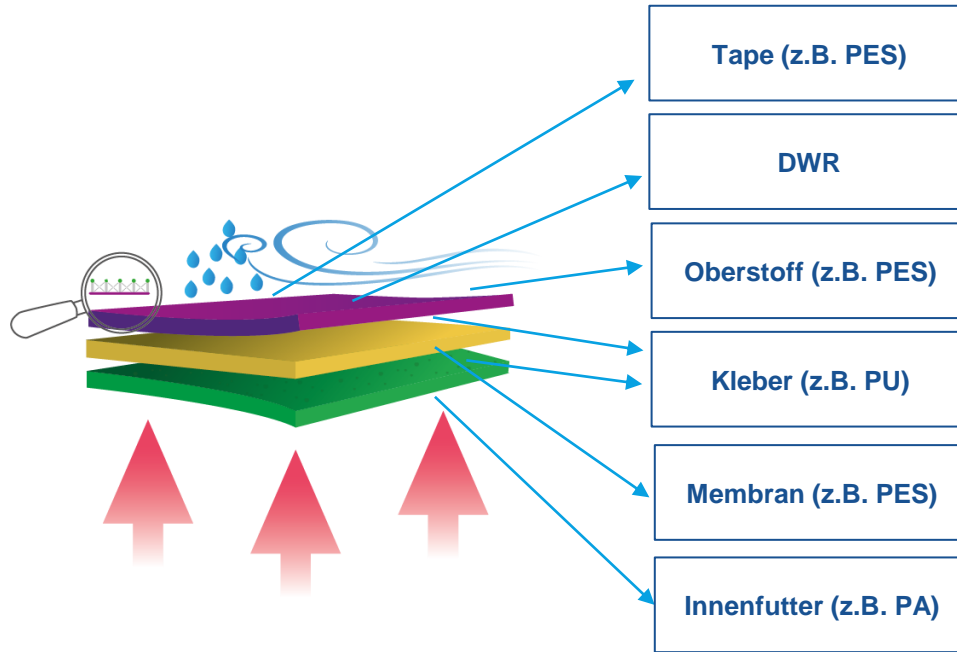 Tape (z.B. PES)
DWR
Oberstoff (z.B. PES)
Kleber (z.B. PU)
Membran (z.B. PES)
Innenfutter (z.B. PA)